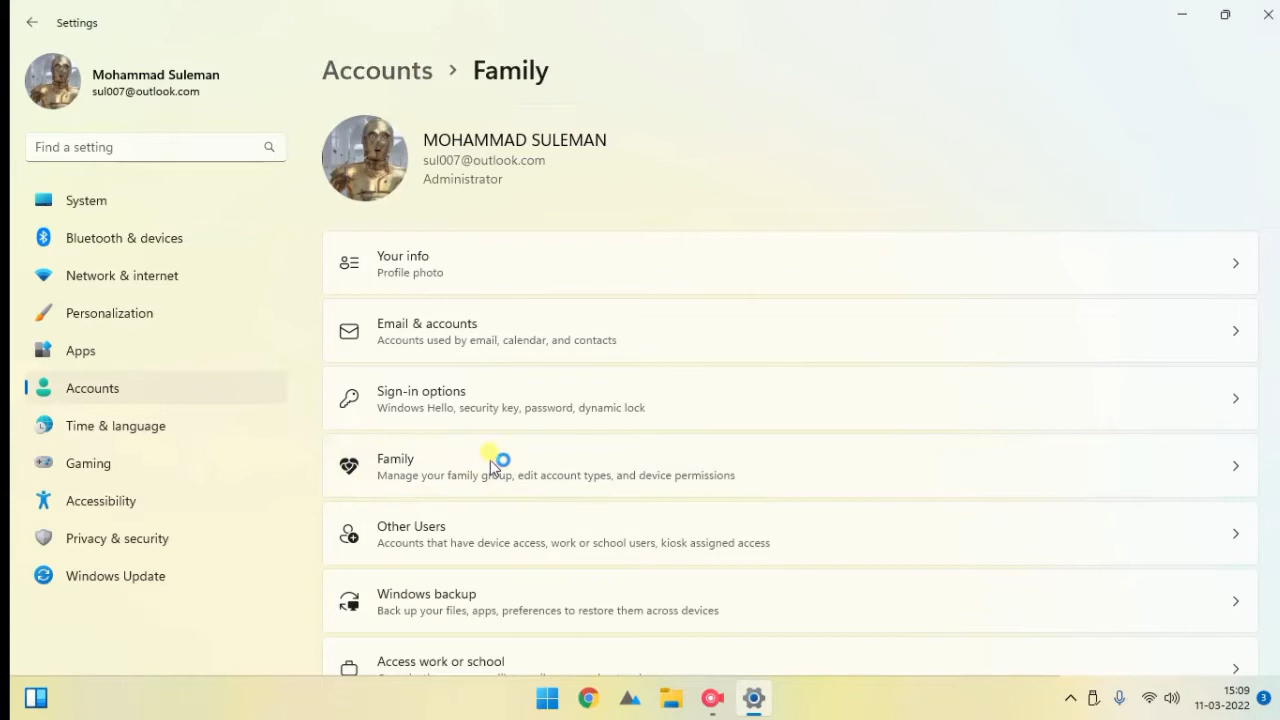 Settings
Mohammad Suleman
sul007@outlook.com
Find a setting
System
Bluetooth & devices
Network & internet
Personalization
Apps
Accounts
Time & language
Gaming
Accessibility
Privacy & security
Windows Update
Accounts > Family
MOHAMMAD SULEMAN
sul007@outlook.com
Administrator
Your info
Profile photo
Email & accounts
Accounts used by email, calendar, and contacts
Sign-in options
Windows Hello, security key, password, dynamic lock
Family
Manage your family group, edit account types, and device permissions
Other Users
Accounts that have device access, work or school users, kiosk assigned access
Windows backup
Back up your files, apps, preferences to restore them across devices
Access work or school
15:09
11-03-2022
3